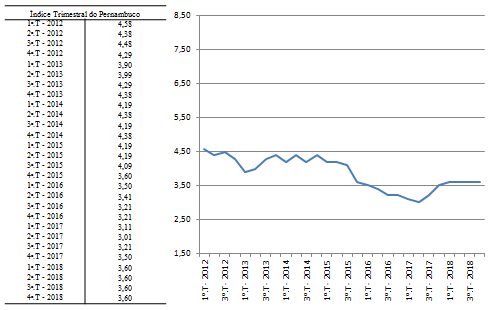 Índice Trimestral do Pernambuco
1º.T - 2012 4,58
2º.T - 2012 4,38
3º.T - 2012 4,48
4º.T - 2012 4,29
1º.T - 2013 3,90
2º.T - 2013 3,99
3º.T - 2013 4,29
4º.T - 2013 4,38
1º.T - 2014 4,19
2º.T - 2014 4,38
3º.T - 2014 4,19
4º.T - 2014 4,38
1º.T - 2015 4,19
2º.T - 2015 4,19
3º.T - 2015 4,09
4º.T - 2015 3,60
1º.T - 2016 3,50
2º.T - 2016 3,41
3º.T - 2016 3,21
4º.T - 2016 3,21
1º.T - 2017 3,11
2º.T - 2017 3,01
3º.T - 2017 3,21
4º.T - 2017 3,50
1º.T - 2018 3,60
2º.T - 2018 3,60
3º.T - 2018 3,60
4º.T - 2018 3,60
8,50
7,50
6,50
5,50
4,50
3,50
2,50
1,50
1º.T - 2012
3º.T - 2012
1º.T - 2013
3º.T - 2013
1º.T - 2014
3º.T - 2014
1º.T - 2015
3º.T - 2015
1º.T - 2016
3º.T - 2016
1º.T - 2017
3º.T - 2017
1º.T - 2018
3º.T - 2018